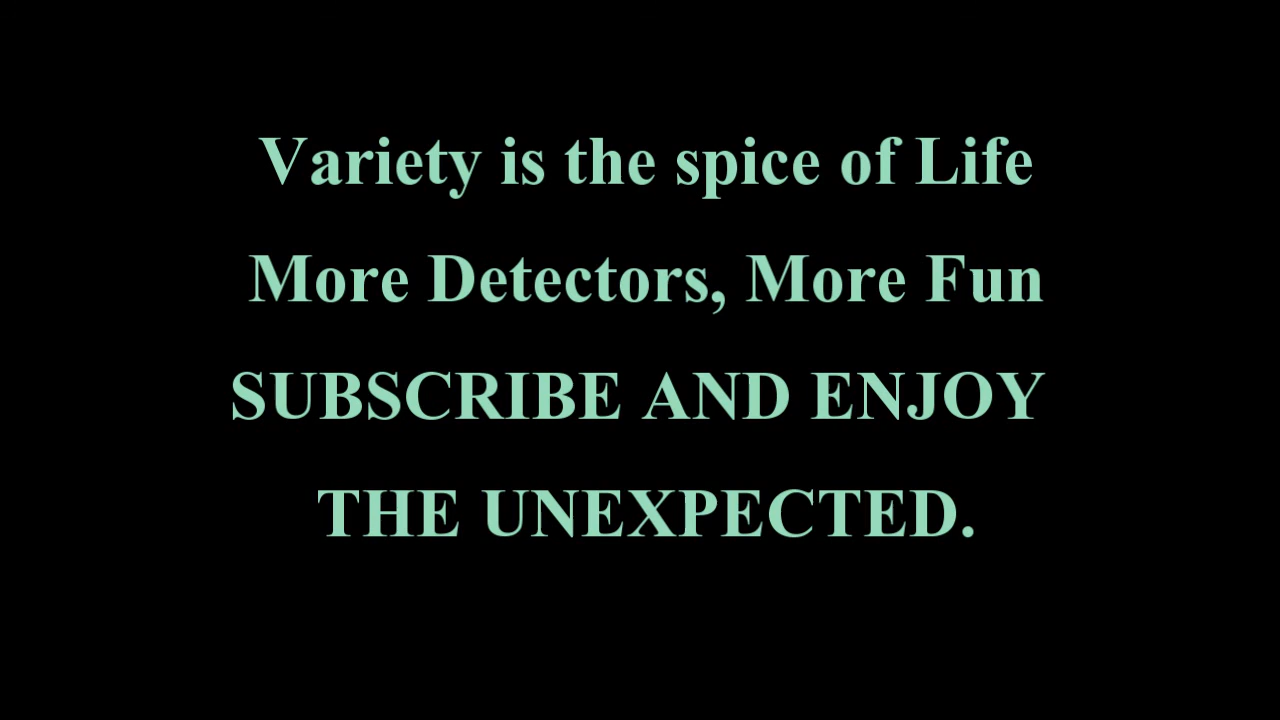 Variety is the spice of Life
More Detectors, More Fun
SUBSCRIBE AND ENJOY
THE UNEXPECTED.